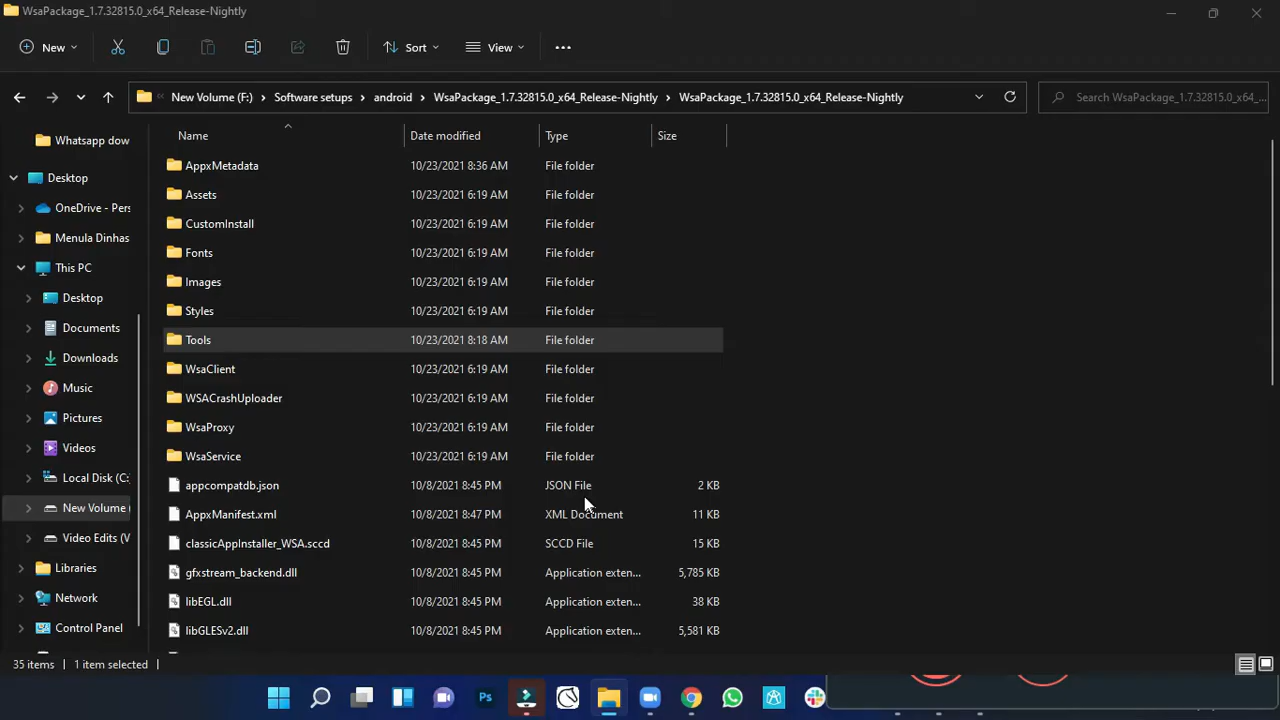 WsaPackage_1.7.32815.0_x64_Release-Nightly
New Sort View
New Volume (F:) Software setups android WsaPackage_1.7.32815.0_x64_Release-Nightly WsaPackage_1.7.32815.0_x64_Release-Nightly Search WsaPackage_1.7.32815.0_x64_...
Name Date modified Type Size
Whatsapp dow
Desktop
OneDrive - Pers
Menula Dinhas
This PC
Desktop
Documents
Downloads
Music
Pictures
Videos
Local Disk (C:
New Volume (
Video Edits (V
Libraries
Network
Control Panel
AppxMetadata 10/23/2021 8:36 AM File folder
Assets 10/23/2021 6:19 AM File folder
CustomInstall 10/23/2021 6:19 AM File folder
Fonts 10/23/2021 6:19 AM File folder
Images 10/23/2021 6:19 AM File folder
Styles 10/23/2021 6:19 AM File folder
Tools 10/23/2021 8:18 AM File folder
WsaClient 10/23/2021 6:19 AM File folder
WSACrashUploader 10/23/2021 6:19 AM File folder
WsaProxy 10/23/2021 6:19 AM File folder
WsaService 10/23/2021 6:19 AM File folder
appcompatdb.json 10/8/2021 8:45 PM JSON File 2 KB
AppxManifest.xml 10/8/2021 8:47 PM XML Document 11 KB
classicAppInstaller_WSA.sccd 10/8/2021 8:45 PM SCCD File 15 KB
gfxstream_backend.dll 10/8/2021 8:45 PM Application exten... 5,785 KB
libEGL.dll 10/8/2021 8:45 PM Application exten... 38 KB
libGLESv2.dll 10/8/2021 8:45 PM Application exten... 5,581 KB
35 items 1 item selected
Ps